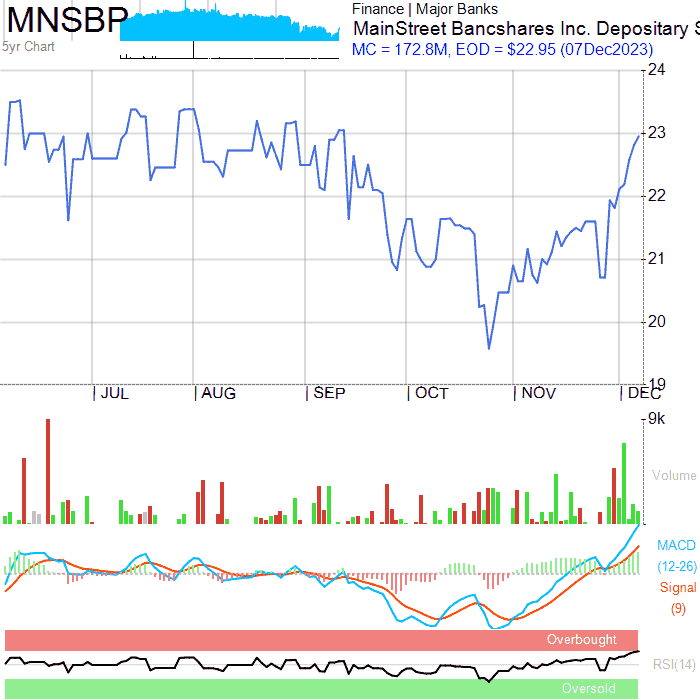 MNSBP
5yr Chart
Finance | Major Banks
MainStreet Bancshares Inc. Depositary S
MC = 172.8M, EOD = $22.95 (07Dec2023)
24
23
22
21
20
19
JUL AUG SEP OCT NOV DEC
9k
Volume
MACD
(12-26)
Signal
(9)
Overbought
RSI(14)
Oversold